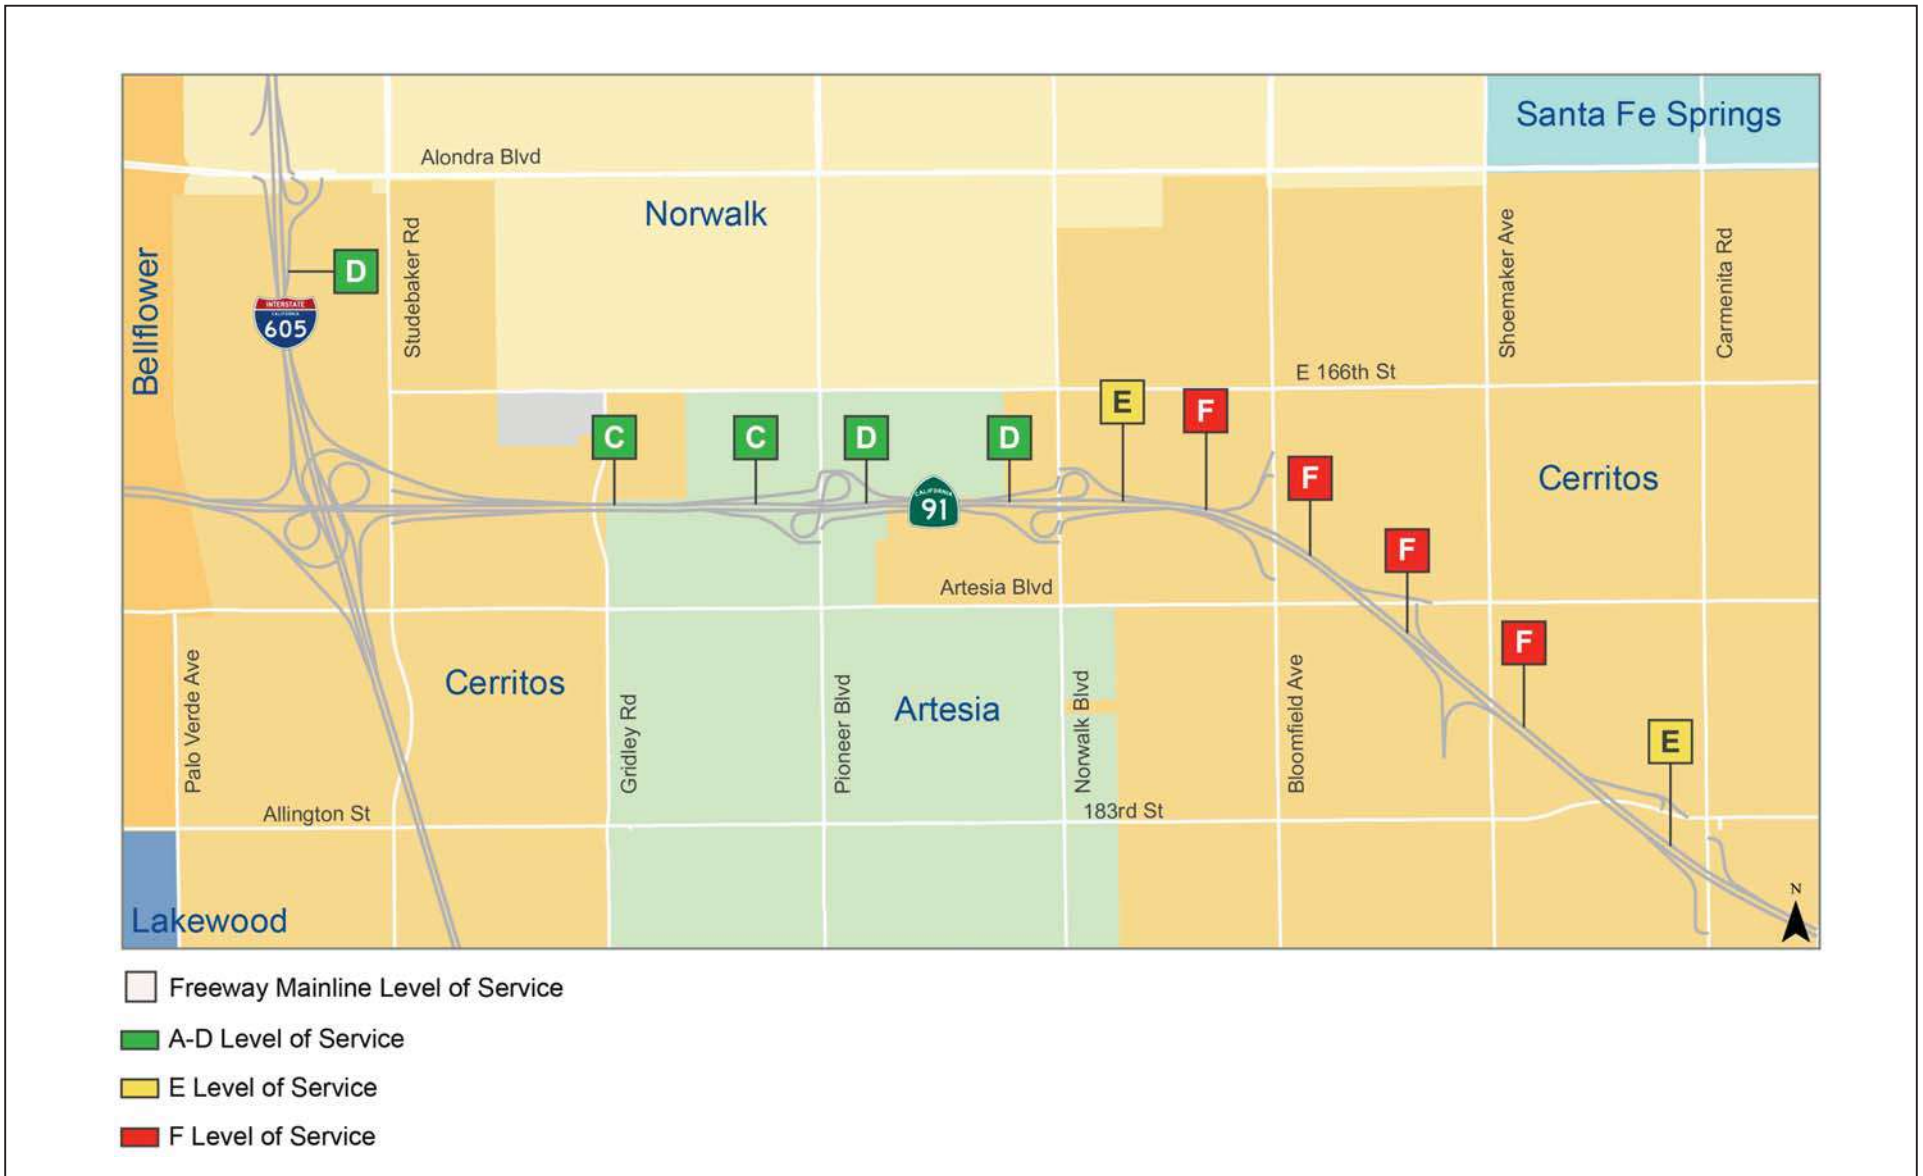 Santa Fe Springs
Alondra Blvd
Norwalk
Bellflower
Studebaker Rd
Shoemaker Ave
Carmenita Rd
D
INTERSTATE
CALIFORNIA
605
E 166th St
E
F
C
C
D
D
F
Cerritos
CALIFORNIA
91
F
Artesia Blvd
F
Palo Verde Ave
Cerritos
Gridley Rd
Pioneer Blvd
Artesia
Norwalk Blvd
Bloomfield Ave
E
Allington St
183rd St
N
Lakewood
Freeway Mainline Level of Service
A-D Level of Service
E Level of Service
F Level of Service